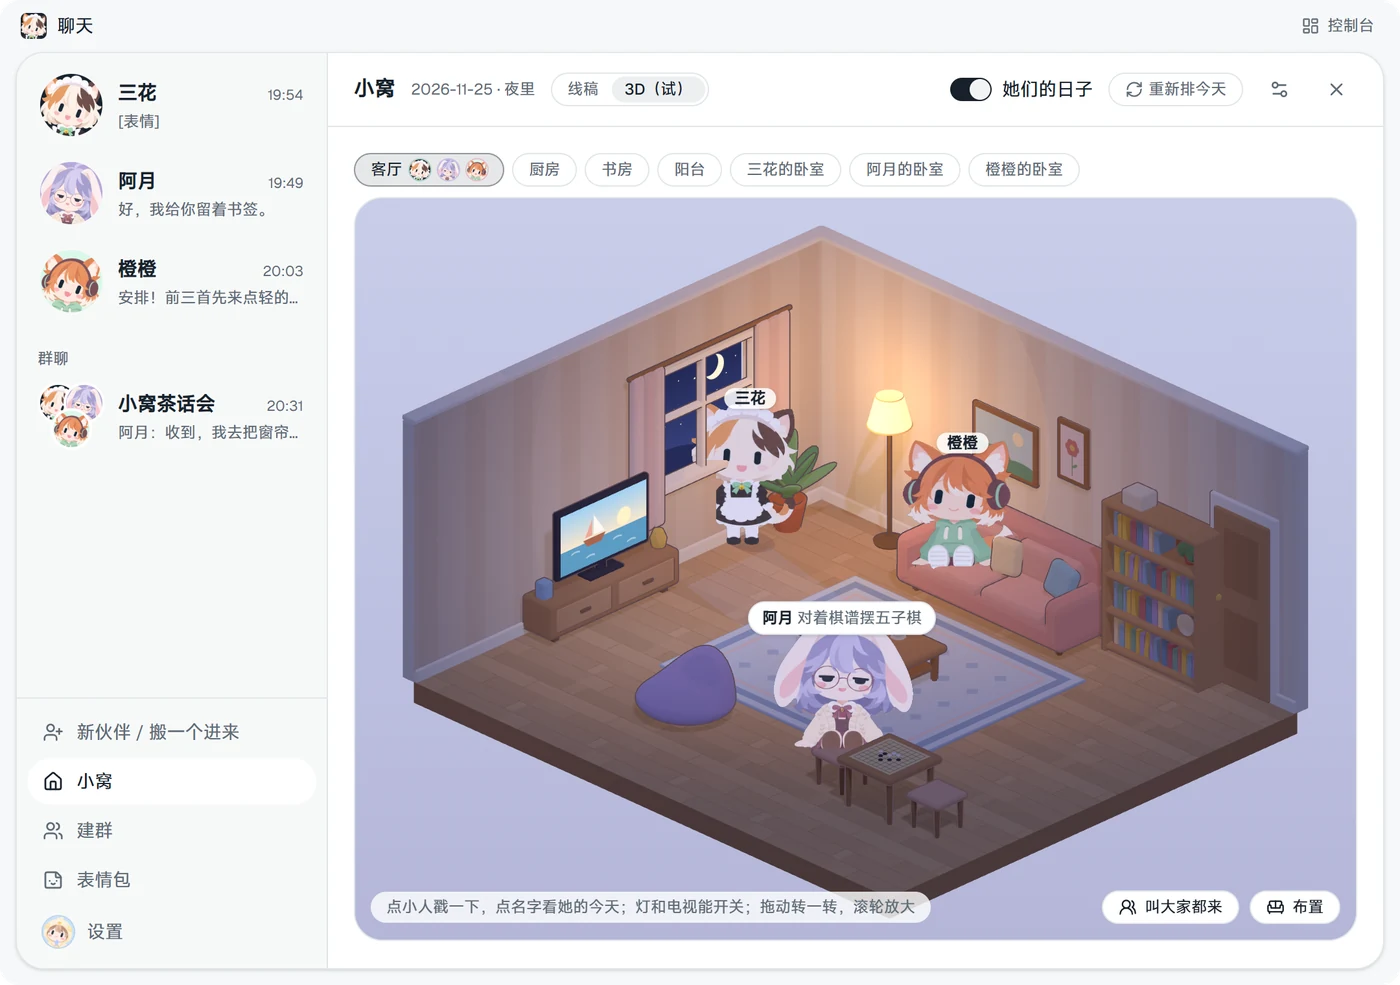 聊天
控制台
三花
19:54
[表情]
阿月
19:49
好，我给你留着书签。
橙橙
20:03
安排！前三首先来点轻的...
群聊
小窝茶话会
20:31
阿月：收到，我去把窗帘...
新伙伴 / 搬一个进来
小窝
建群
表情包
设置
小窝
2026-11-25 · 夜里
线稿
3D（试）
她们的日子
重新排今天
客厅
厨房
书房
阳台
三花的卧室
阿月的卧室
橙橙的卧室
三花
橙橙
阿月 对着棋谱摆五子棋
点小人戳一下，点名字看她的今天；灯和电视能开关；拖动转一转，滚轮放大
叫大家都来
布置